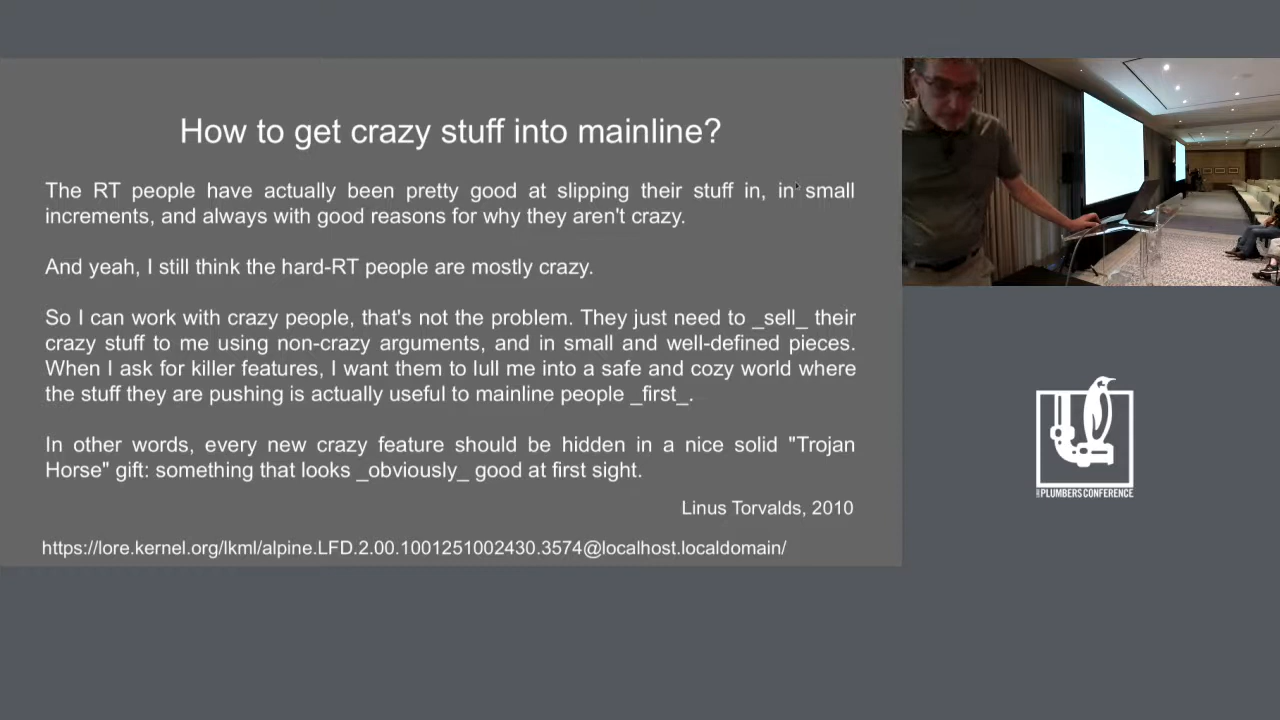 How to get crazy stuff into mainline?
The RT people have actually been pretty good at slipping their stuff in, in small
increments, and always with good reasons for why they aren't crazy.
And yeah, I still think the hard-RT people are mostly crazy.
So I can work with crazy people, that's not the problem. They just need to _sell_ their
crazy stuff to me using non-crazy arguments, and in small and well-defined pieces.
When I ask for killer features, I want them to lull me into a safe and cozy world where
the stuff they are pushing is actually useful to mainline people _first_.
In other words, every new crazy feature should be hidden in a nice solid "Trojan
Horse" gift: something that looks _obviously_ good at first sight.
Linus Torvalds, 2010
https://lore.kernel.org/lkml/alpine.LFD.2.00.1001251002430.3574@localhost.localdomain/
PLUMBERS CONFERENCE